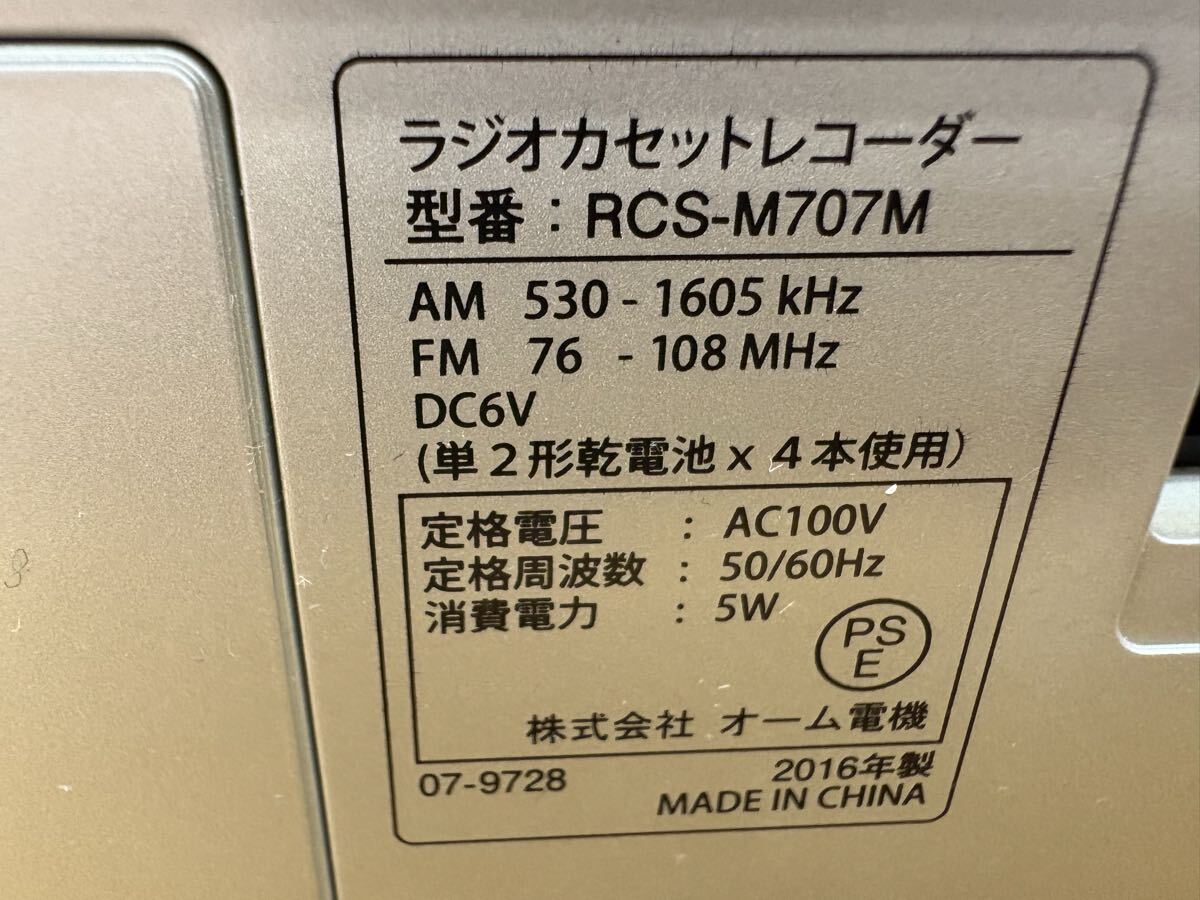 ラジオカセットレコーダー
型番：RCS-M707M
AM 530 - 1605 kHz
FM 76 - 108 MHz
DC6V
(単２形乾電池 x ４本使用)
定格電圧 : AC100V
定格周波数 : 50/60Hz
消費電力 : 5W
PS
E
株式会社 オーム電機
07-9728 2016年製
MADE IN CHINA